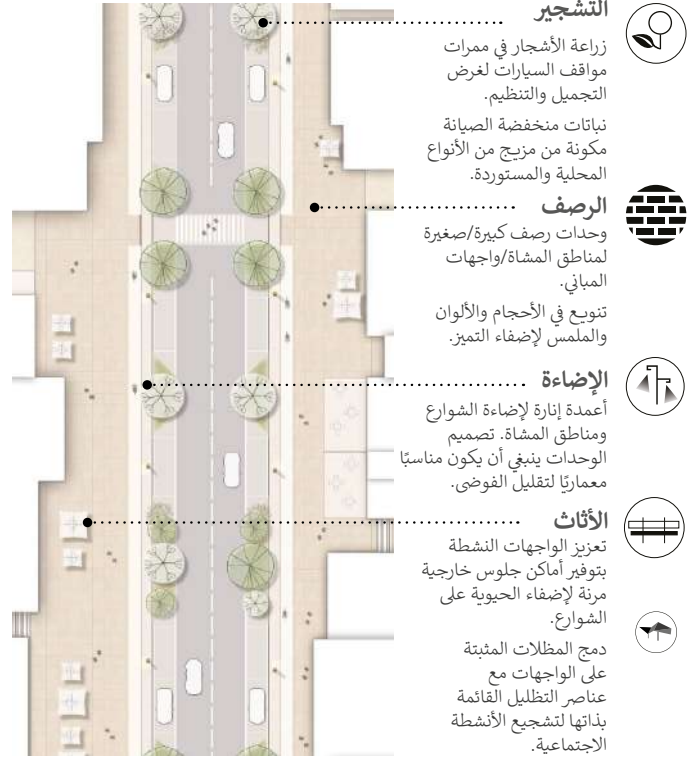 التشجير
زراعة الأشجار في ممرات
مواقف السيارات لغرض
التجميل والتنظيم.
نباتات منخفضة الصيانة
مكونة من مزيج من الأنواع
المحلية والمستوردة.
الرصف
وحدات رصف كبيرة/صغيرة
لمناطق المشاة/واجهات
المباني.
تنويع في الأحجام والألوان
والملمس لإضفاء التميز.
الإضاءة
أعمدة إنارة لإضاءة الشوارع
ومناطق المشاة. تصميم
الوحدات ينبغي أن يكون مناسبًا
معماريًا لتقليل الفوضى.
الأثاث
تعزيز الواجهات النشطة
بتوفير أماكن جلوس خارجية
مرنة لإضفاء الحيوية على
الشوارع.
دمج المظلات المثبتة
على الواجهات مع
عناصر التظليل القائمة
بذاتها لتشجيع الأنشطة
الاجتماعية.